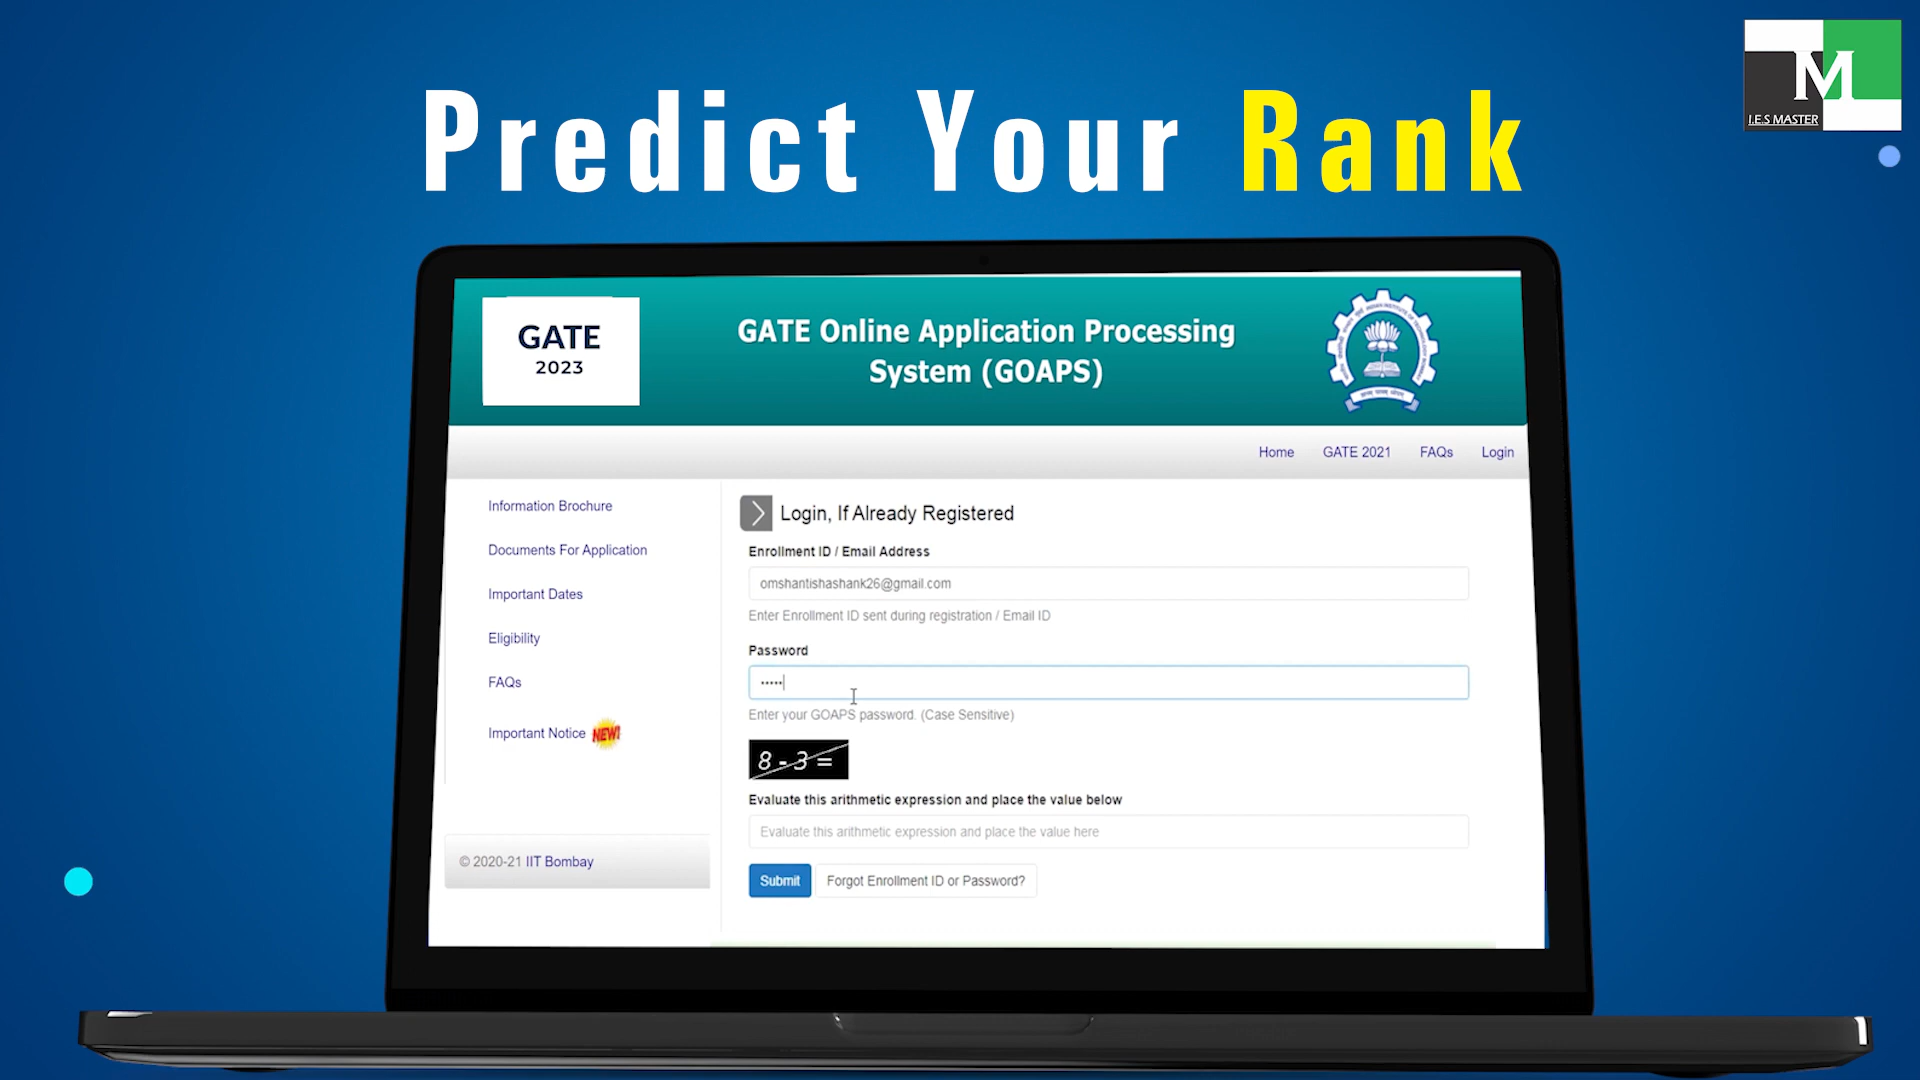 Predict Your Rank
M
I.E.S MASTER
GATE
2023
GATE Online Application Processing
System (GOAPS)
Home GATE 2021 FAQs Login
Information Brochure
Documents For Application
Important Dates
Eligibility
FAQs
Important Notice NEW!
© 2020-21 IIT Bombay
Login, If Already Registered
Enrollment ID / Email Address
omshantishashank26@gmail.com
Enter Enrollment ID sent during registration / Email ID
Password
•••••
Enter your GOAPS password. (Case Sensitive)
8 - 3 =
Evaluate this arithmetic expression and place the value below
Evaluate this arithmetic expression and place the value here
Submit Forgot Enrollment ID or Password?